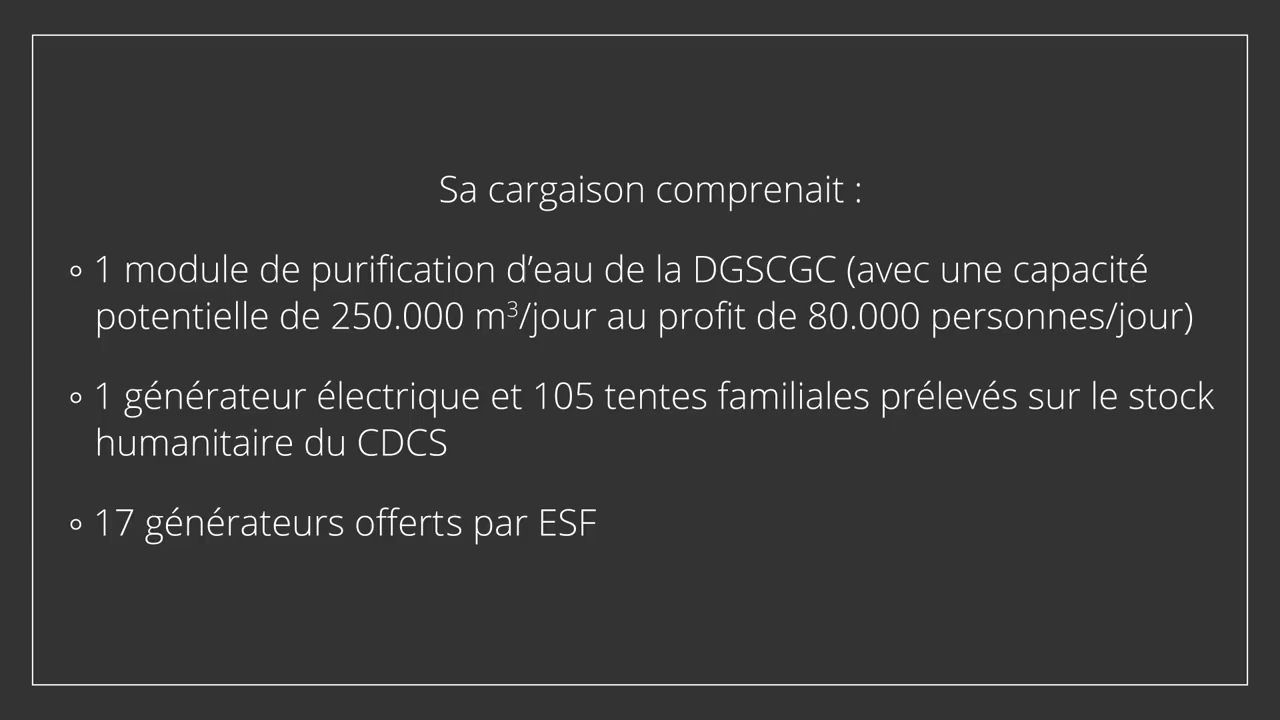 Sa cargaison comprenait :
◦ 1 module de purification d’eau de la DGSCGC (avec une capacité
potentielle de 250.000 m³/jour au profit de 80.000 personnes/jour)
◦ 1 générateur électrique et 105 tentes familiales prélevés sur le stock
humanitaire du CDCS
◦ 17 générateurs offerts par ESF